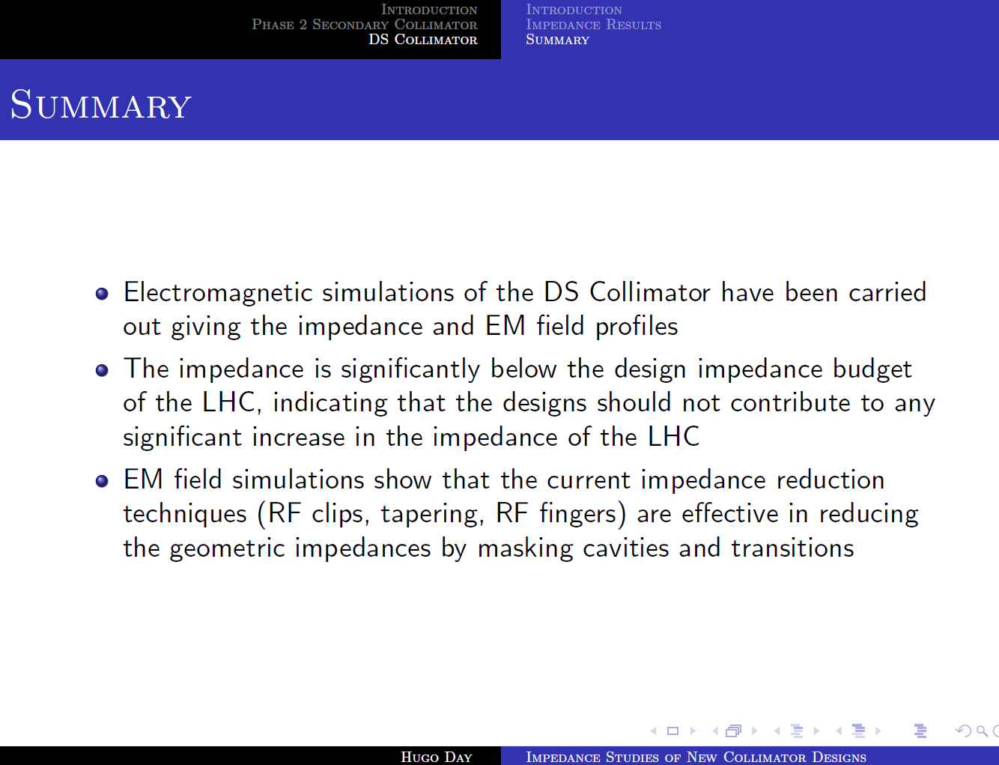 Introduction
Phase 2 Secondary Collimator
DS Collimator
Introduction
Impedance Results
Summary
Summary
Electromagnetic simulations of the DS Collimator have been carried
out giving the impedance and EM field profiles
The impedance is significantly below the design impedance budget
of the LHC, indicating that the designs should not contribute to any
significant increase in the impedance of the LHC
EM field simulations show that the current impedance reduction
techniques (RF clips, tapering, RF fingers) are effective in reducing
the geometric impedances by masking cavities and transitions
Hugo Day
Impedance Studies of New Collimator Designs